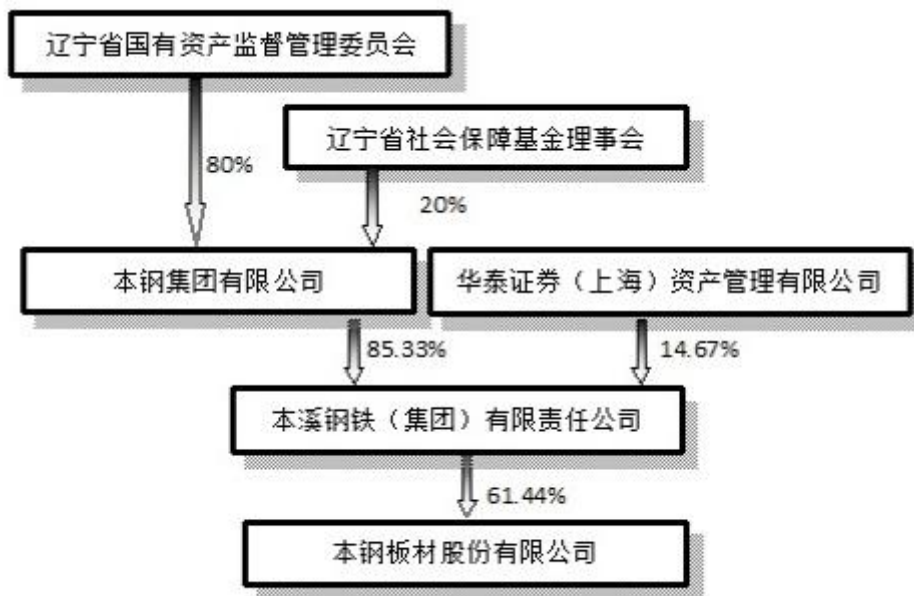 辽宁省国有资产监督管理委员会
80%
辽宁省社会保障基金理事会
20%
本钢集团有限公司
华泰证券（上海）资产管理有限公司
85.33%
14.67%
本溪钢铁（集团）有限责任公司
61.44%
本钢板材股份有限公司